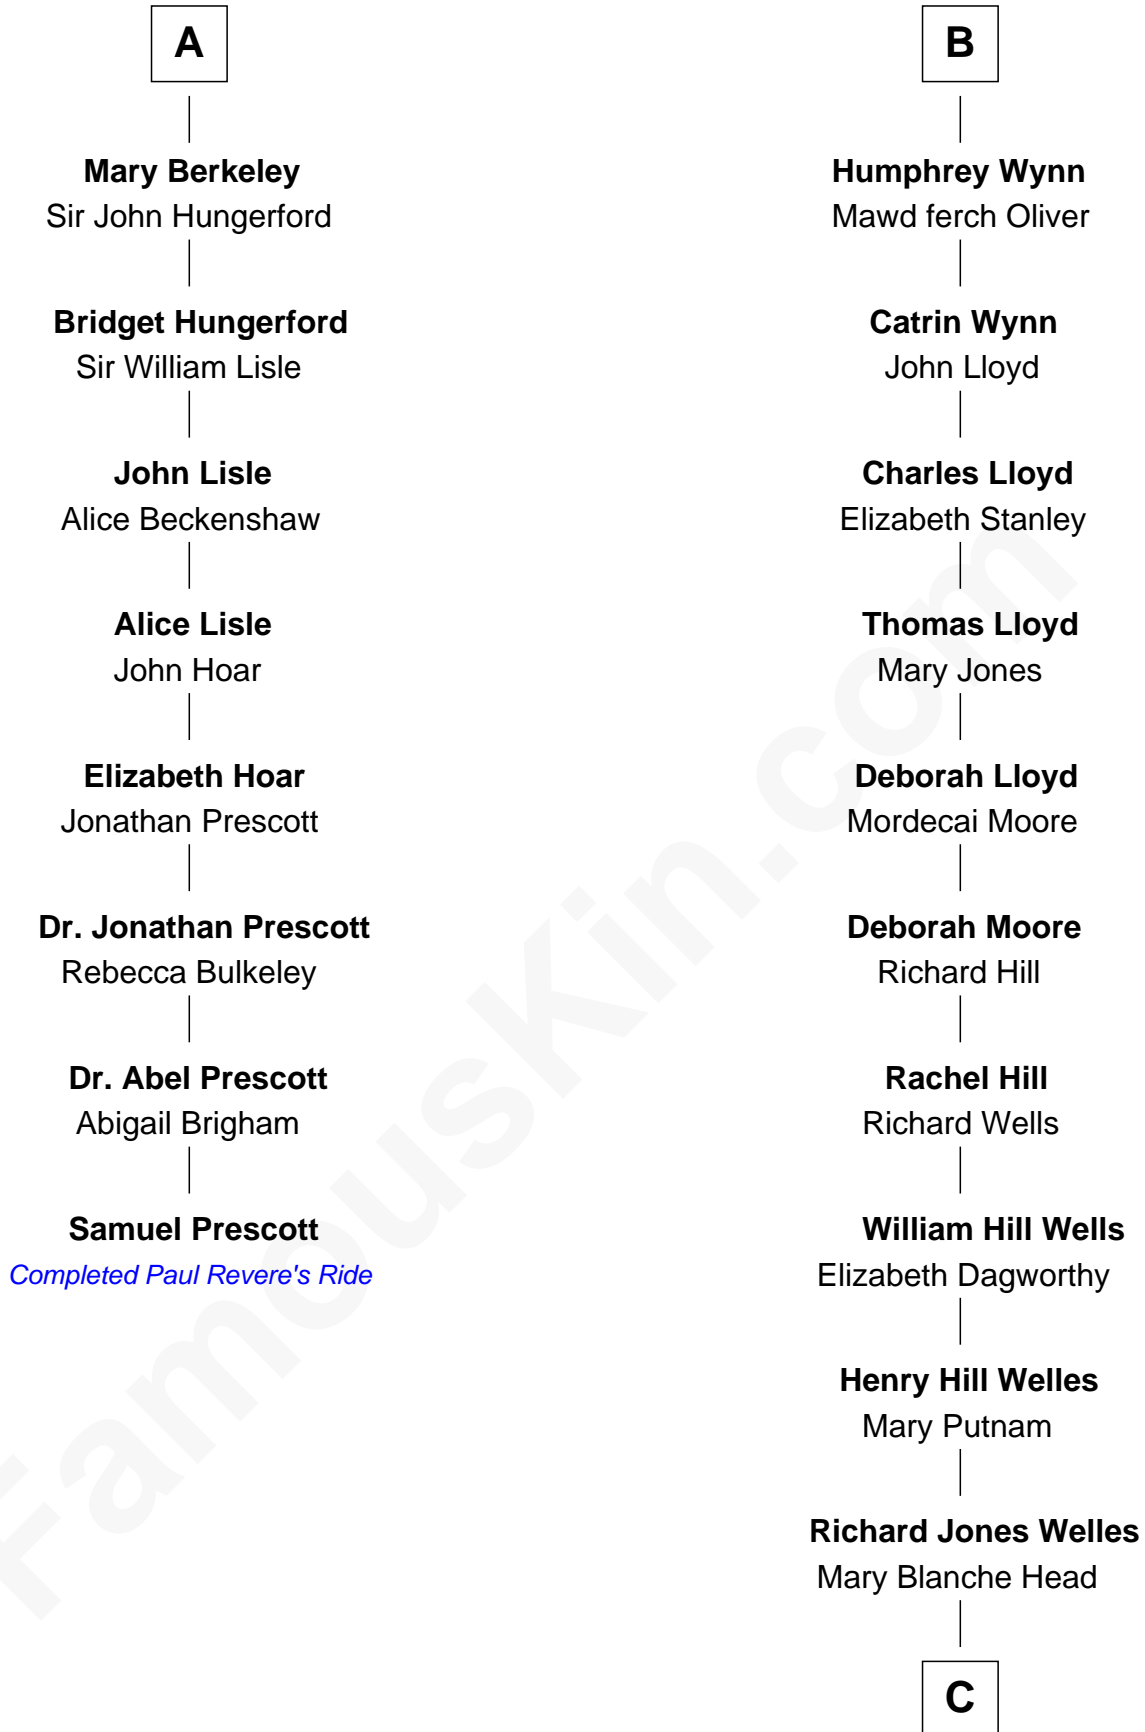 A
Mary Berkeley
Sir John Hungerford
Bridget Hungerford
Sir William Lisle
John Lisle
Alice Beckenshaw
Alice Lisle
John Hoar
Elizabeth Hoar
Jonathan Prescott
Dr. Jonathan Prescott
Rebecca Bulkeley
Dr. Abel Prescott
Abigail Brigham
Samuel Prescott
Completed Paul Revere's Ride
B
Humphrey Wynn
Mawd ferch Oliver
Catrin Wynn
John Lloyd
Charles Lloyd
Elizabeth Stanley
Thomas Lloyd
Mary Jones
Deborah Lloyd
Mordecai Moore
Deborah Moore
Richard Hill
Rachel Hill
Richard Wells
William Hill Wells
Elizabeth Dagworthy
Henry Hill Welles
Mary Putnam
Richard Jones Welles
Mary Blanche Head
C
FamousKin.com